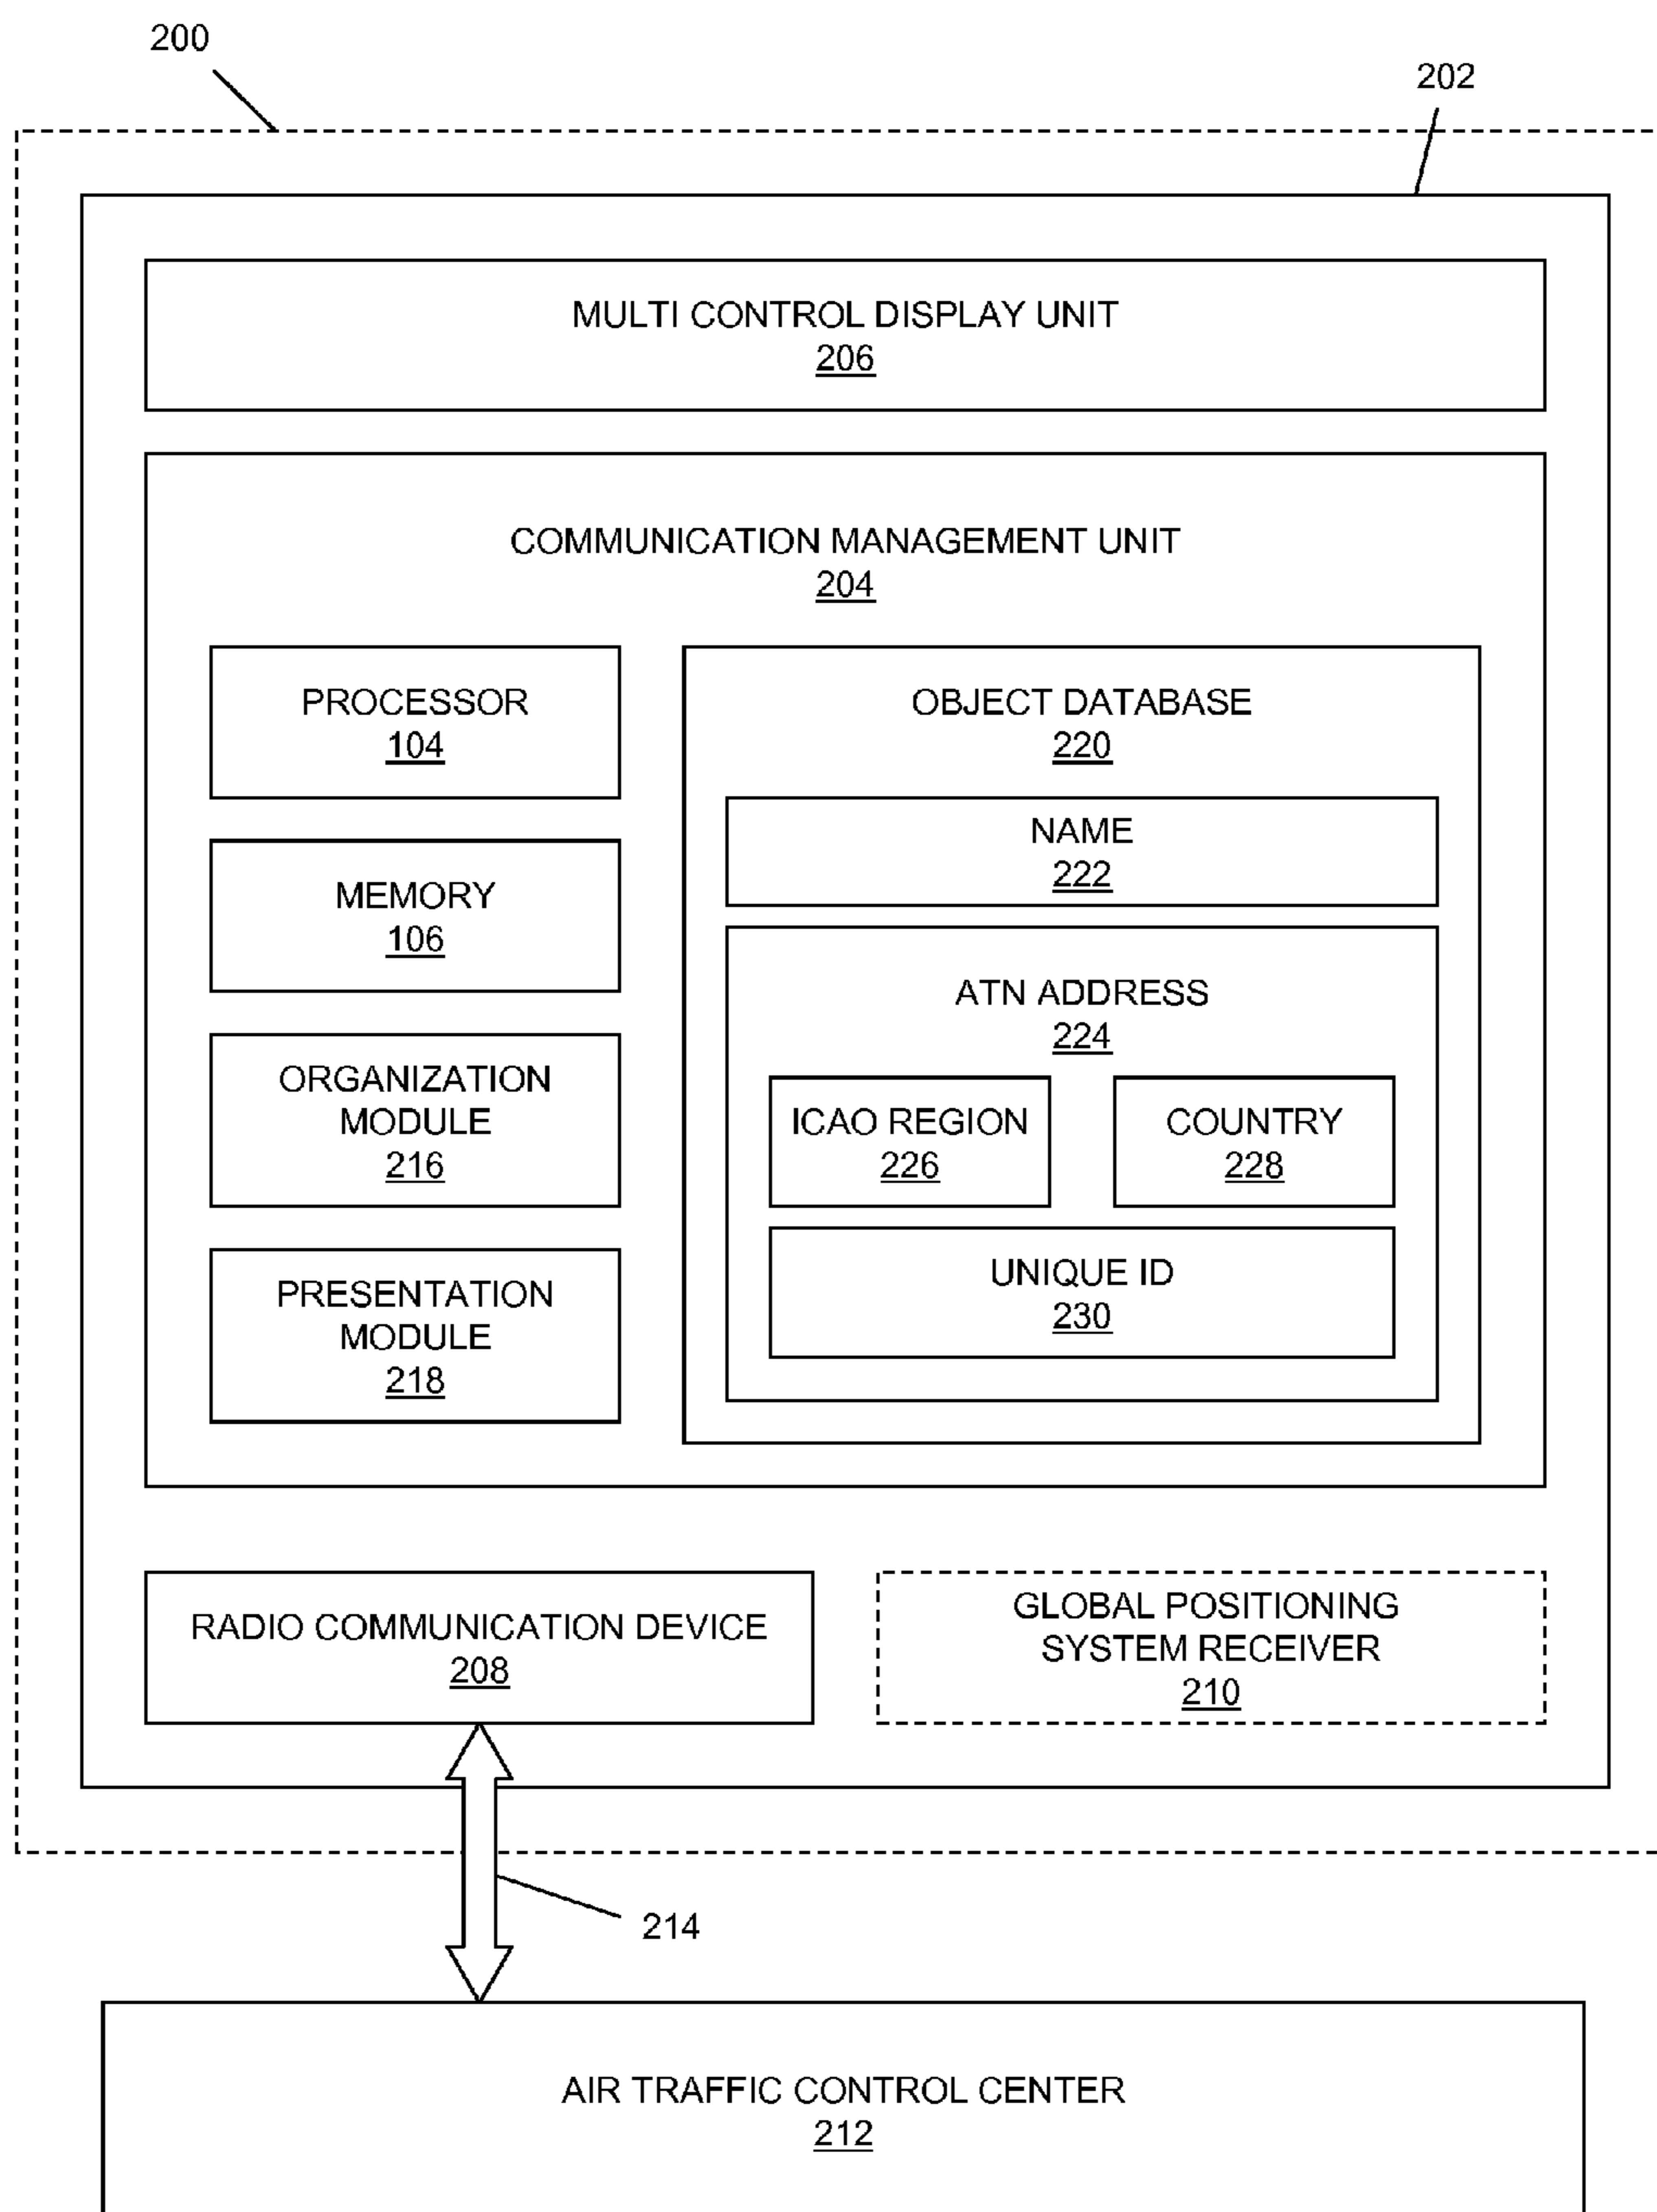 200
202
MULTI CONTROL DISPLAY UNIT
206
COMMUNICATION MANAGEMENT UNIT
204
PROCESSOR
104
MEMORY
106
ORGANIZATION
MODULE
216
PRESENTATION
MODULE
218
OBJECT DATABASE
220
NAME
222
ATN ADDRESS
224
ICAO REGION
226
COUNTRY
228
UNIQUE ID
230
RADIO COMMUNICATION DEVICE
208
GLOBAL POSITIONING
SYSTEM RECEIVER
210
214
AIR TRAFFIC CONTROL CENTER
212